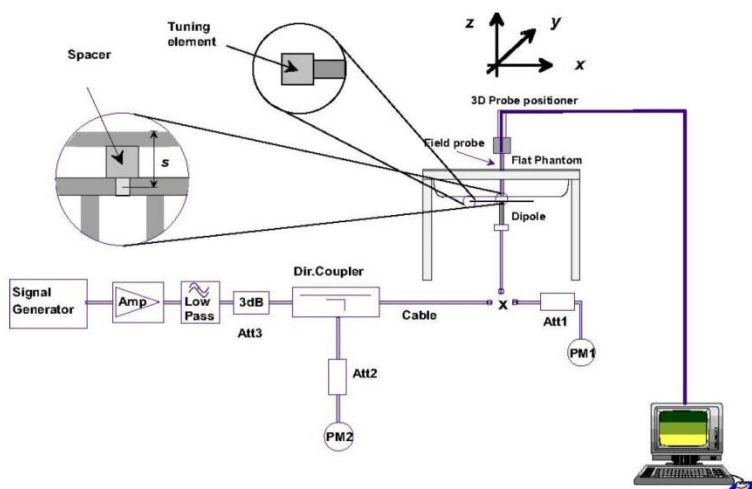 Tuning
element
Spacer
s
z
y
x
3D Probe positioner
Field probe
Flat Phantom
Dipole
Signal
Generator
Amp
Low
Pass
3dB
Att3
Dir.Coupler
Cable
x
Att1
PM1
Att2
PM2